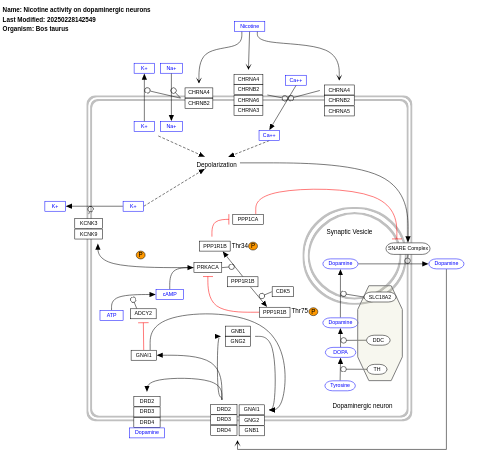 Name: Nicotine activity on dopaminergic neurons
Last Modified: 20250228142549
Organism: Bos taurus
Nicotine
K+
Na+
CHRNA4
CHRNB2
CHRNA4
CHRNB2
CHRNA6
CHRNA3
Ca++
CHRNA4
CHRNB2
CHRNA5
K+
Na+
Ca++
Depolarization
K+
K+
KCNK3
KCNK9
PPP1CA
Synaptic Vesicle
PPP1R1B
Thr34
P
SNARE Complex
P
PRKACA
Dopamine
Dopamine
PPP1R1B
cAMP
CDK5
SLC18A2
ATP
ADCY2
PPP1R1B
Thr75
P
Dopamine
GNB1
GNG2
DDC
GNAI1
DOPA
TH
Tyrosine
DRD2
DRD3
DRD4
Dopamine
DRD2
DRD3
DRD4
GNAI1
GNG2
GNB1
Dopaminergic neuron